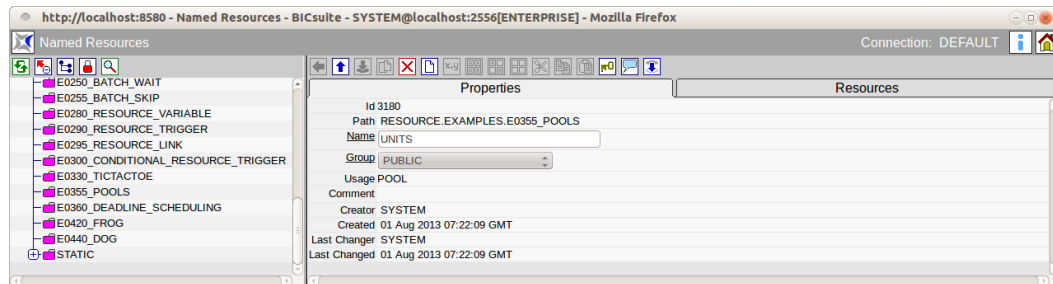 http://localhost:8580 - Named Resources - BICsuite - SYSTEM@localhost:2556[ENTERPRISE] - Mozilla Firefox
Named Resources
Connection: DEFAULT
E0250_BATCH_WAIT
E0255_BATCH_SKIP
E0280_RESOURCE_VARIABLE
E0290_RESOURCE_TRIGGER
E0295_RESOURCE_LINK
E0300_CONDITIONAL_RESOURCE_TRIGGER
E0330_TICTACTOE
E0355_POOLS
E0360_DEADLINE_SCHEDULING
E0420_FROG
E0440_DOG
STATIC
x,y
Properties
Resources
Id 3180
Path RESOURCE.EXAMPLES.E0355_POOLS
Name UNITS
Group PUBLIC
Usage POOL
Comment
Creator SYSTEM
Created 01 Aug 2013 07:22:09 GMT
Last Changer SYSTEM
Last Changed 01 Aug 2013 07:22:09 GMT